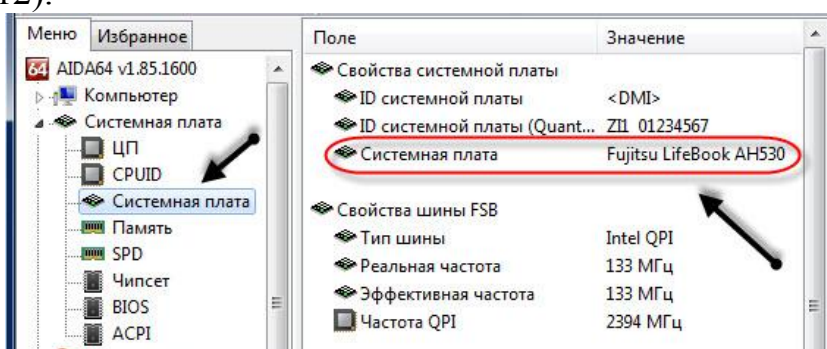 12).
Меню Избранное
AIDA64 v1.85.1600
Компьютер
Системная плата
ЦП
CPUID
Системная плата
Память
SPD
Чипсет
BIOS
ACPI
Поле Значение
Свойства системной платы
ID системной платы <DMI>
ID системной платы (Quant... ZI1 01234567
Системная плата Fujitsu LifeBook AH530
Свойства шины FSB
Тип шины Intel QPI
Реальная частота 133 МГц
Эффективная частота 133 МГц
Частота QPI 2394 МГц